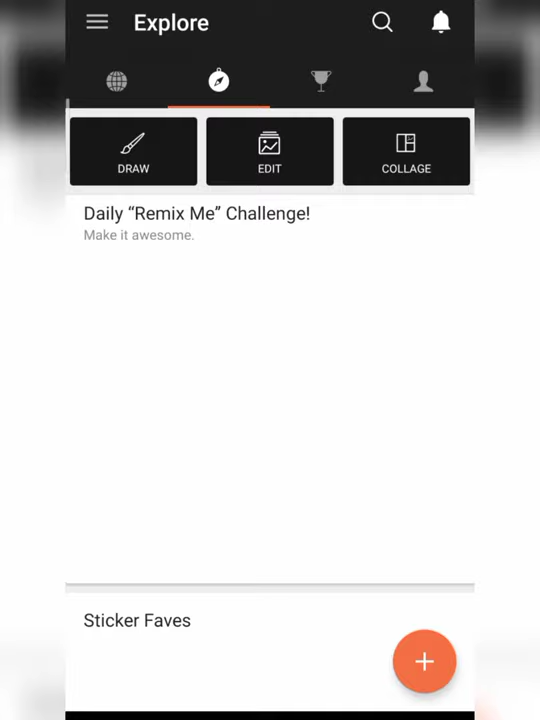 Explore
DRAW
EDIT
COLLAGE
Daily “Remix Me” Challenge!
Make it awesome.
Sticker Faves